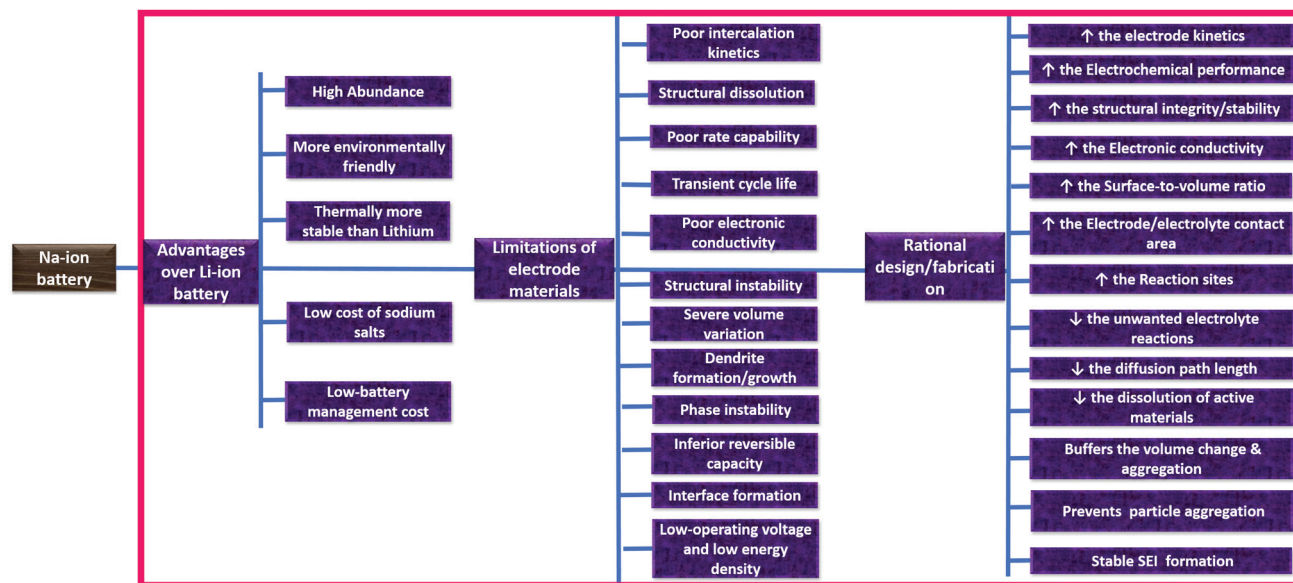 Na-ion
battery
Advantages
over Li-ion
battery
High Abundance
More environmentally
friendly
Thermally more
stable than Lithium
Low cost of sodium
salts
Low-battery
management cost
Limitations of
electrode
materials
Poor intercalation
kinetics
Structural dissolution
Poor rate capability
Transient cycle life
Poor electronic
conductivity
Structural instability
Severe volume
variation
Dendrite
formation/growth
Phase instability
Inferior reversible
capacity
Interface formation
Low-operating voltage
and low energy
density
Rational
design/fabricati
on
↑ the electrode kinetics
↑ the Electrochemical performance
↑ the structural integrity/stability
↑ the Electronic conductivity
↑ the Surface-to-volume ratio
↑ the Electrode/electrolyte contact
area
↑ the Reaction sites
↓ the unwanted electrolyte
reactions
↓ the diffusion path length
↓ the dissolution of active
materials
Buffers the volume change &
aggregation
Prevents particle aggregation
Stable SEI formation